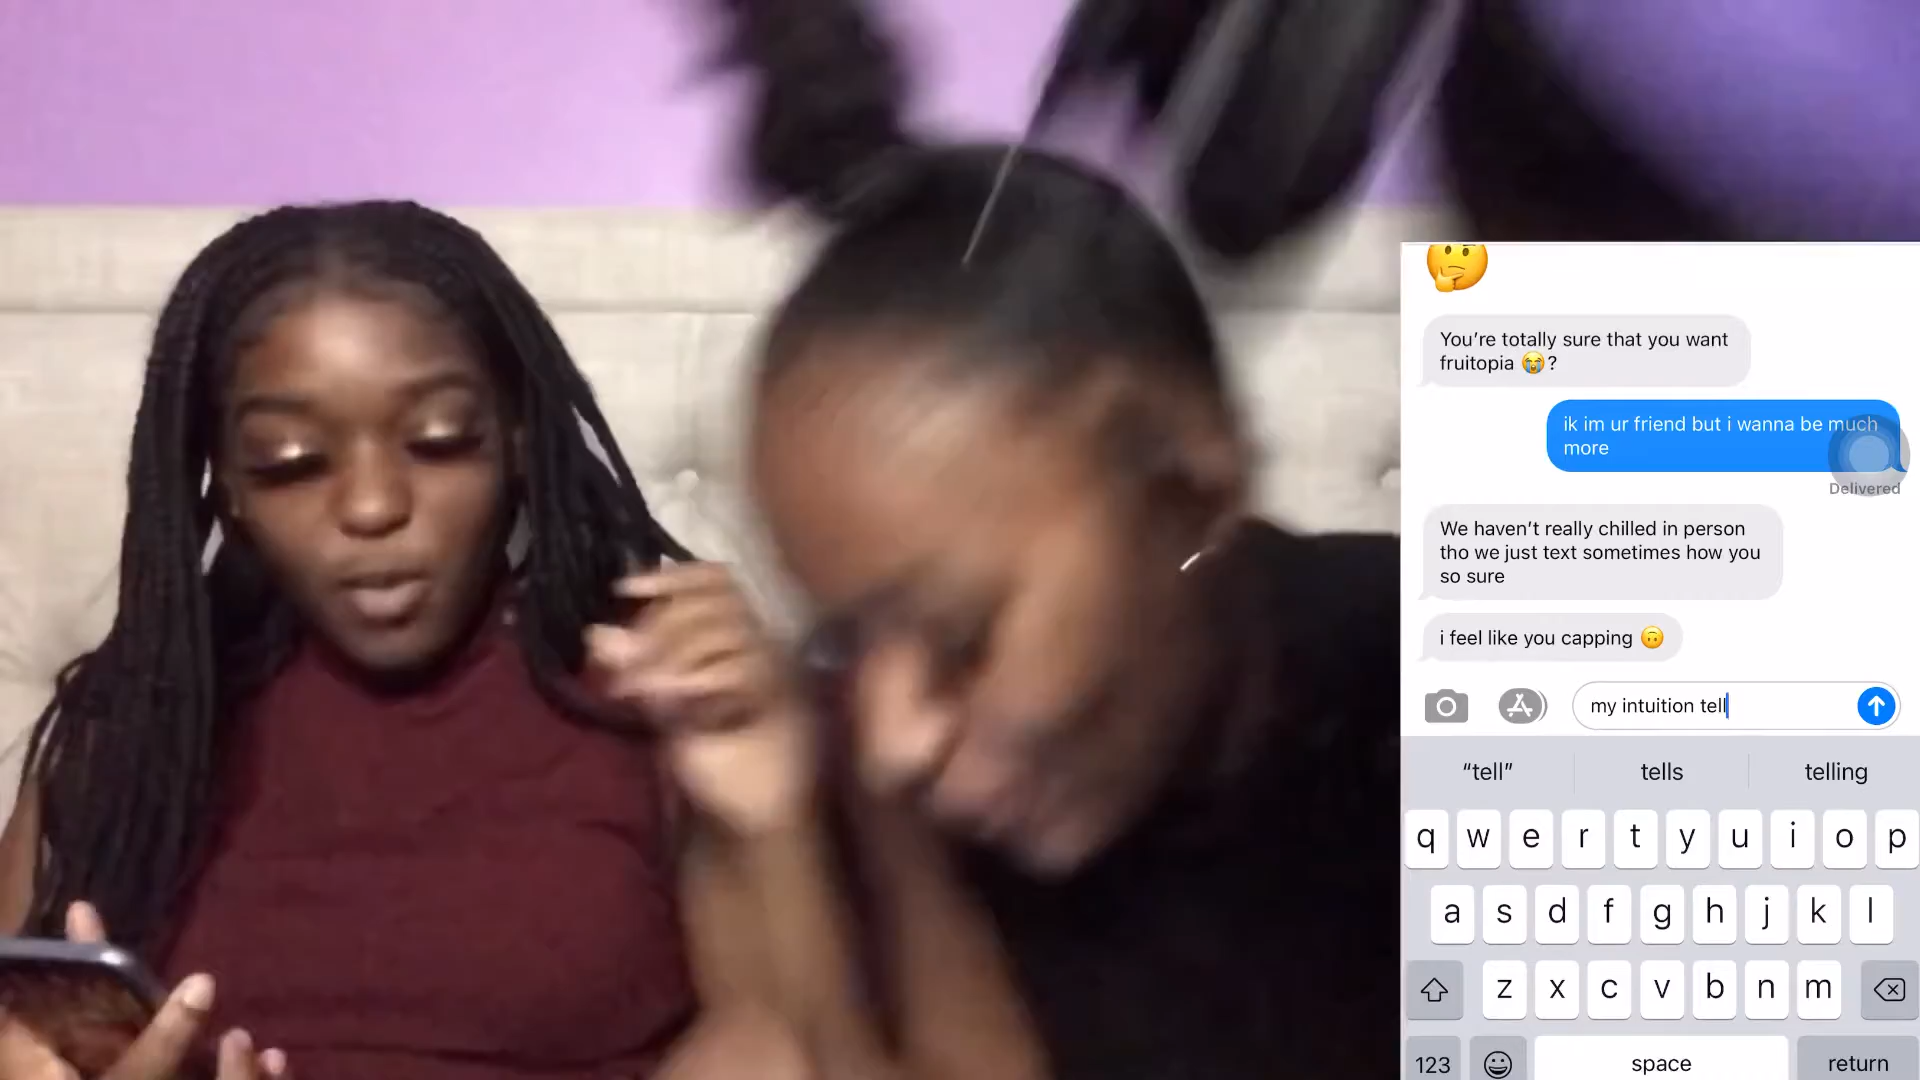 You’re totally sure that you want
fruitopia 😭?
ik im ur friend but i wanna be much
more
Delivered
We haven’t really chilled in person
tho we just text sometimes how you
so sure
i feel like you capping 🙃
my intuition tell
“tell” tells telling
q w e r t y u i o p
a s d f g h j k l
z x c v b n m
123 space return